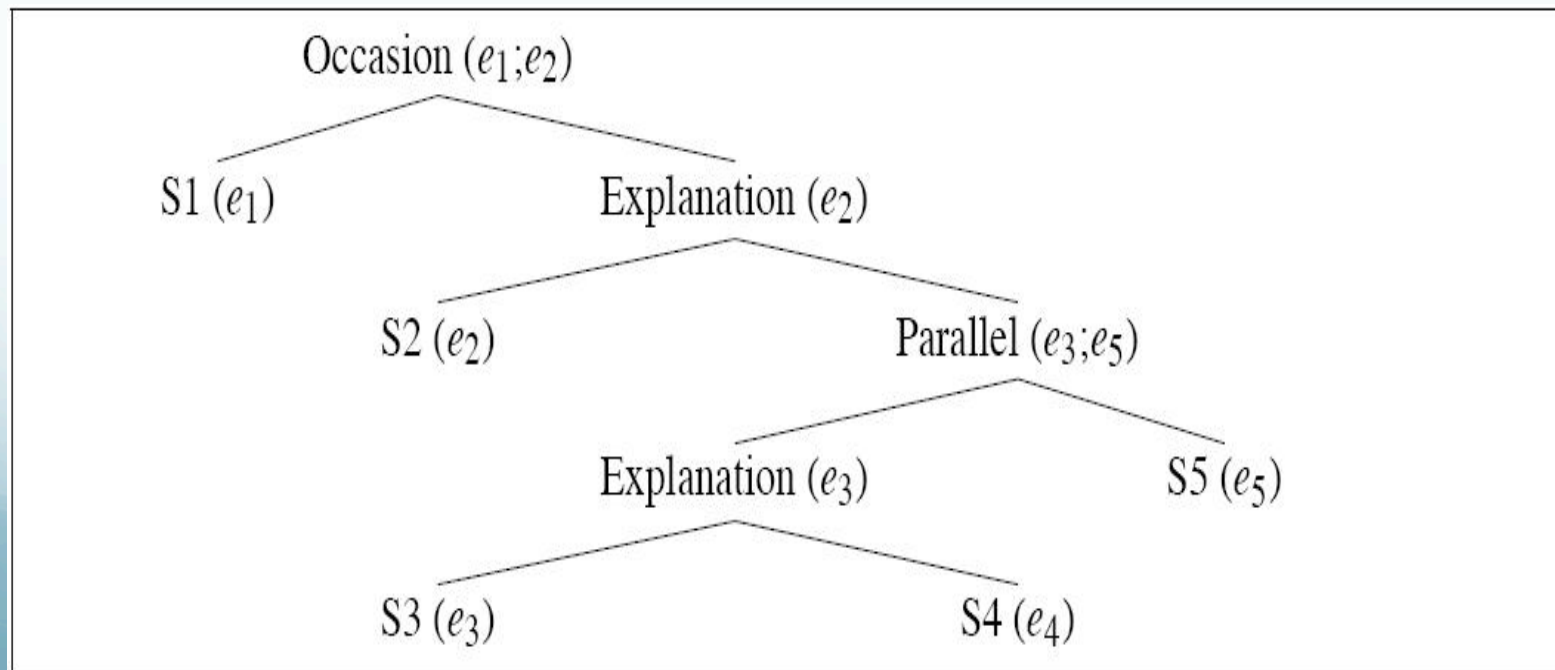 Occasion (e1;e2)
S1 (e1)
Explanation (e2)
S2 (e2)
Parallel (e3;e5)
Explanation (e3)
S5 (e5)
S3 (e3)
S4 (e4)